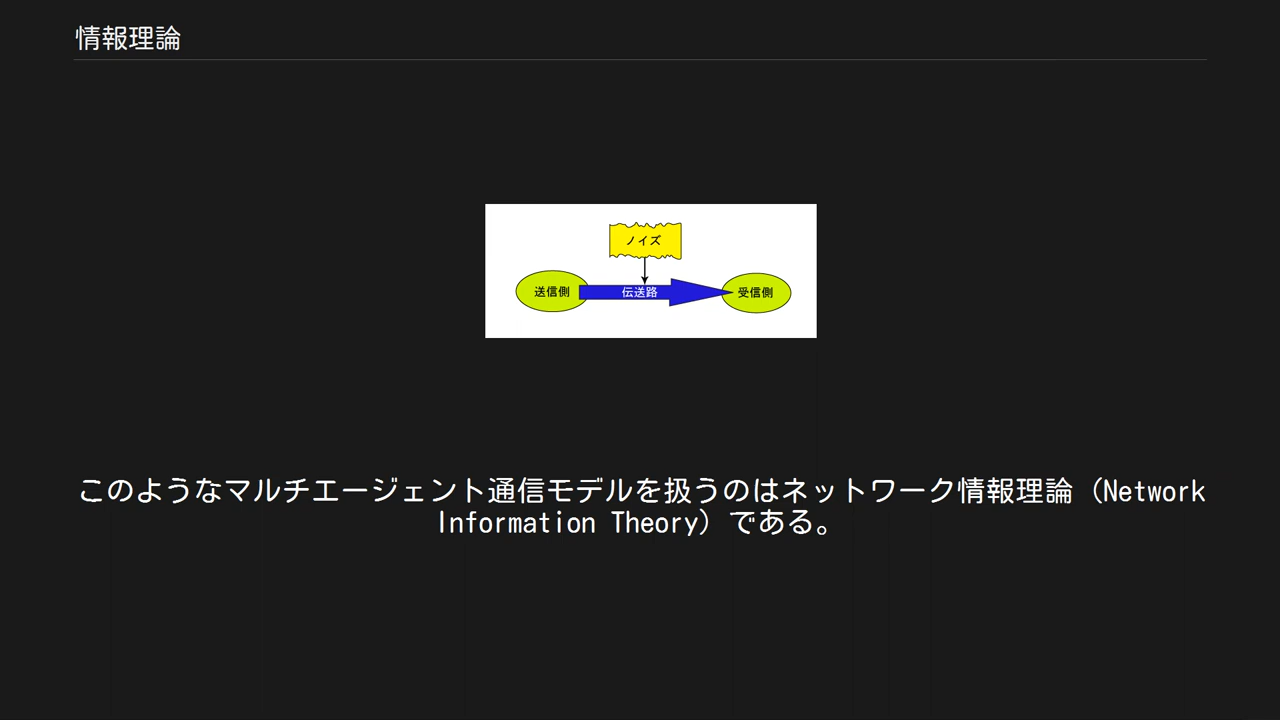 情報理論
ノイズ
送信側
伝送路
受信側
このようなマルチエージェント通信モデルを扱うのはネットワーク情報理論（Network
Information Theory）である。